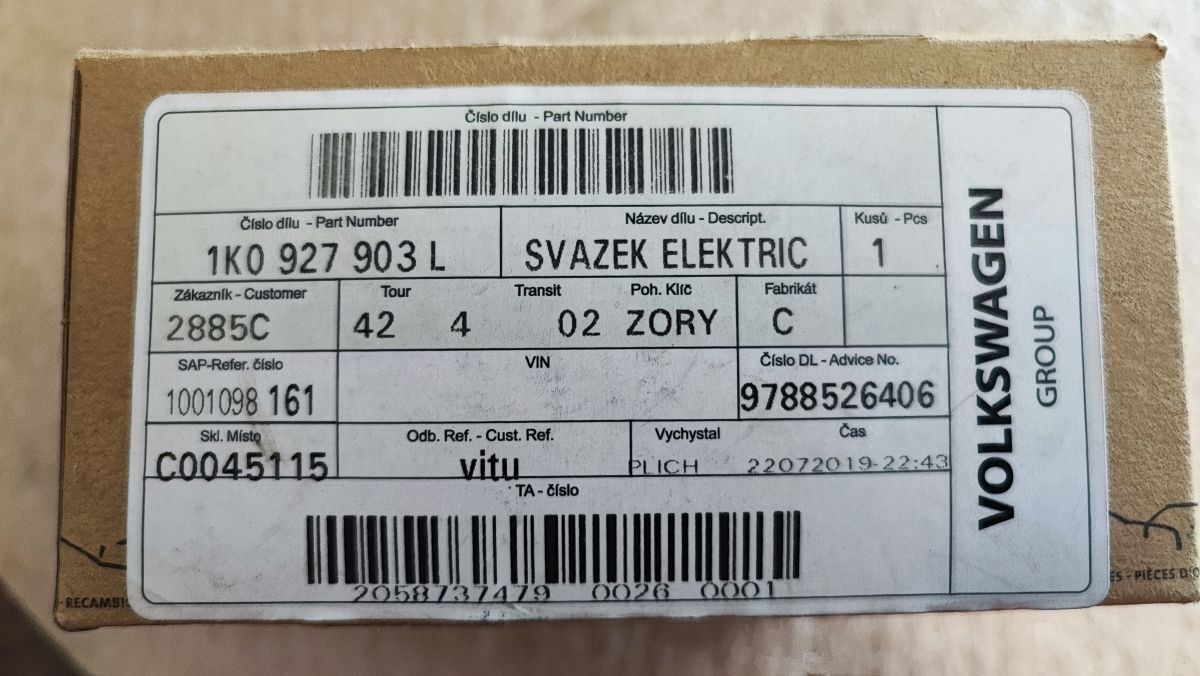 Číslo dílu - Part Number
Číslo dílu - Part Number
1K0 927 903 L
Název dílu - Descript.
SVAZEK ELEKTRIC
Kusů - Pcs
1
Zákazník - Customer
2885C
Tour Transit Poh. Klíč
42 4 02 ZORY
Fabrikát
C
SAP-Refer. číslo
1001098 161
VIN
Číslo DL - Advice No.
9788526406
Skl. Místo
C0045115
Odb. Ref. - Cust. Ref.
vitu
Vychystal Čas
PLICH 22072019-22:43
TA - číslo
2058737479 0026 0001
VOLKSWAGEN
GROUP
RECAMBI
ES - PIÈCES D'O